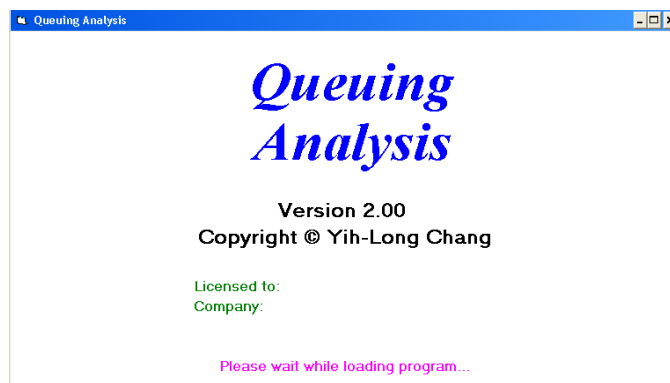 Queuing Analysis
Queuing
Analysis
Version 2.00
Copyright © Yih-Long Chang
Licensed to:
Company:
Please wait while loading program...